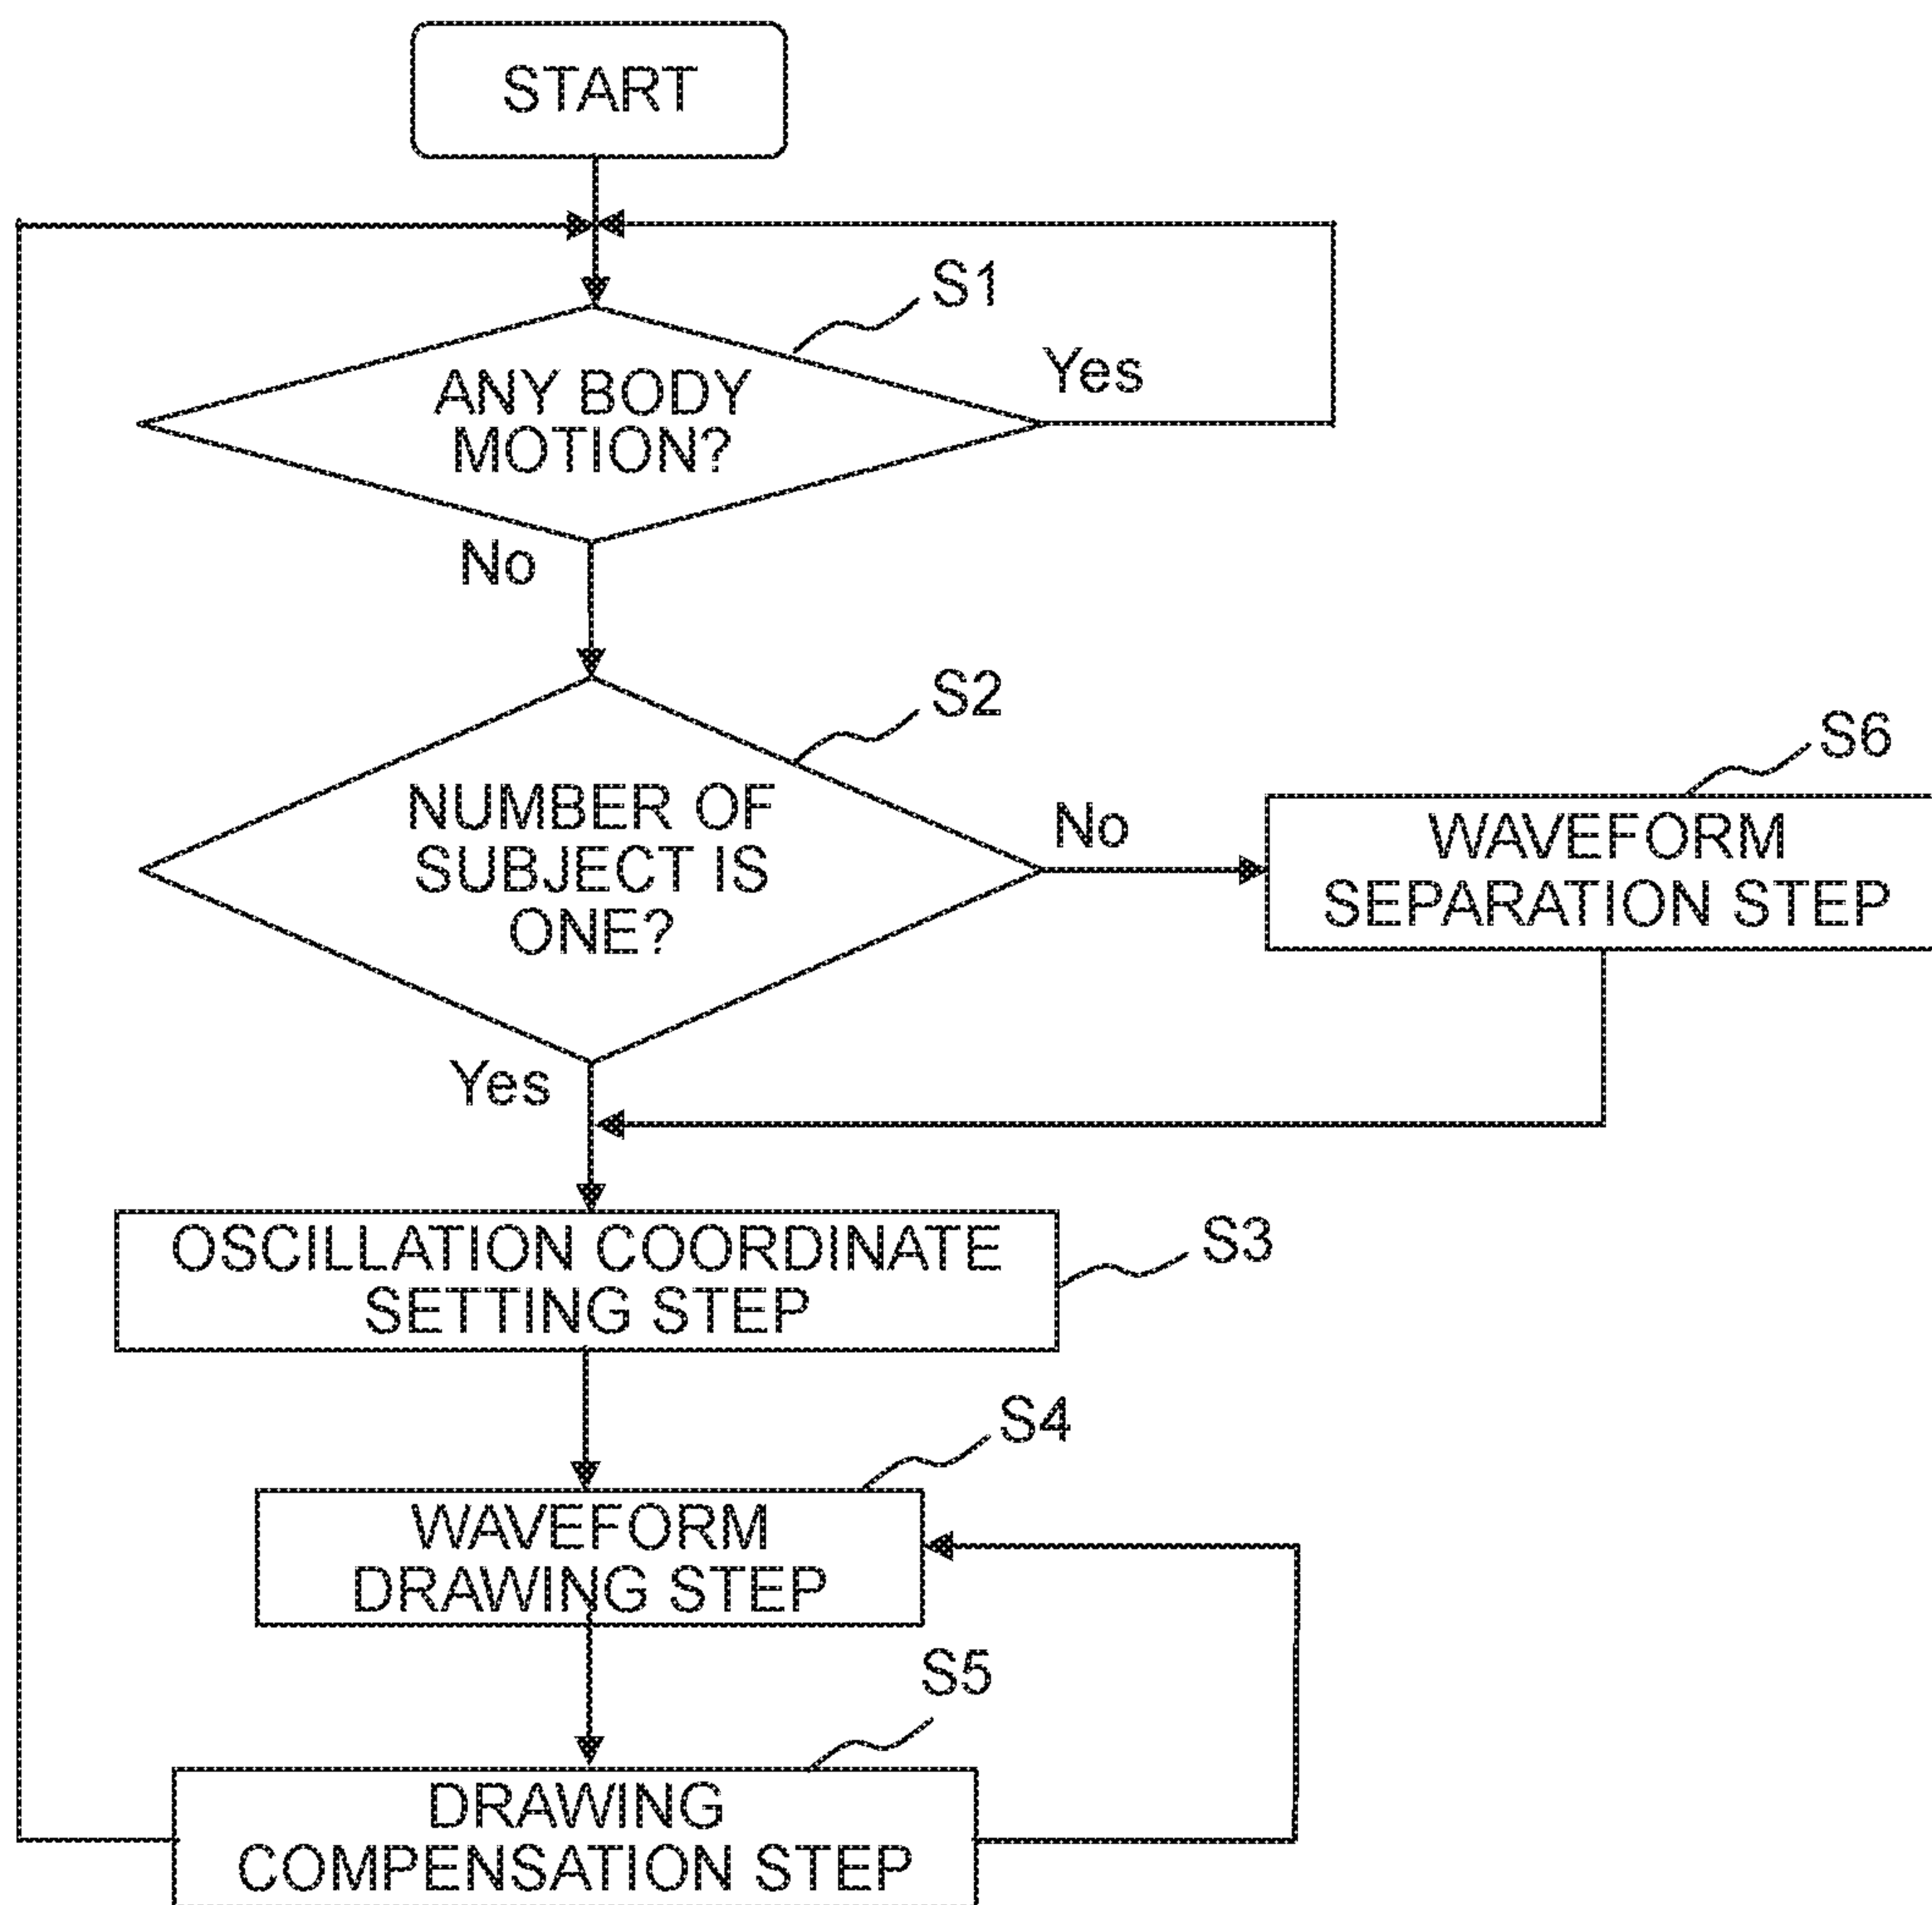 START
S1
ANY BODY
MOTION?
Yes
No
S2
NUMBER OF
SUBJECT IS
ONE?
No
S6
WAVEFORM
SEPARATION STEP
Yes
OSCILLATION COORDINATE
SETTING STEP
S3
S4
WAVEFORM
DRAWING STEP
S5
DRAWING
COMPENSATION STEP